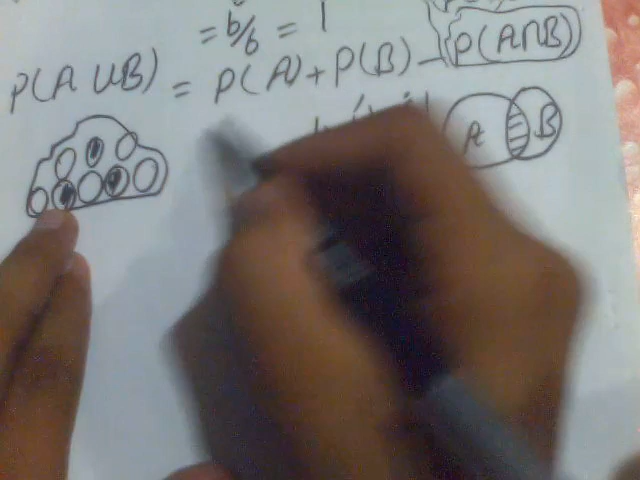 = 6/6 = 1
P(A ∪ B) = P(A) + P(B) - P(A∩B)
A B